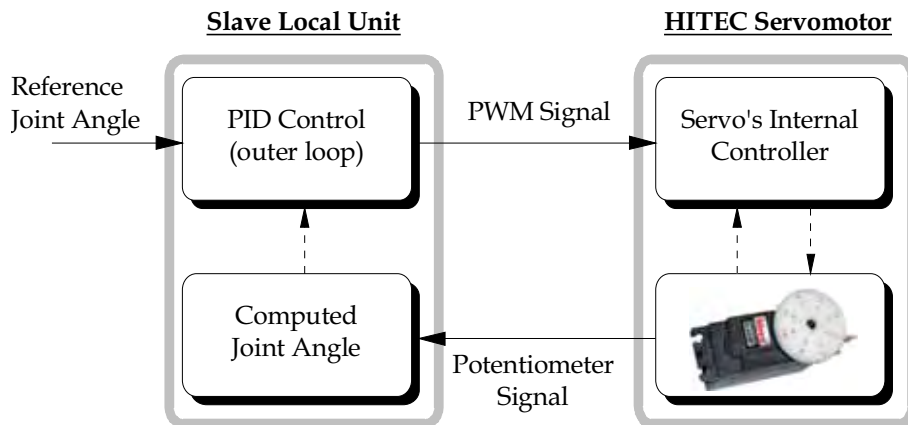 Slave Local Unit
HITEC Servomotor
Reference
Joint Angle
PID Control
(outer loop)
PWM Signal
Servo's Internal
Controller
Computed
Joint Angle
Potentiometer
Signal